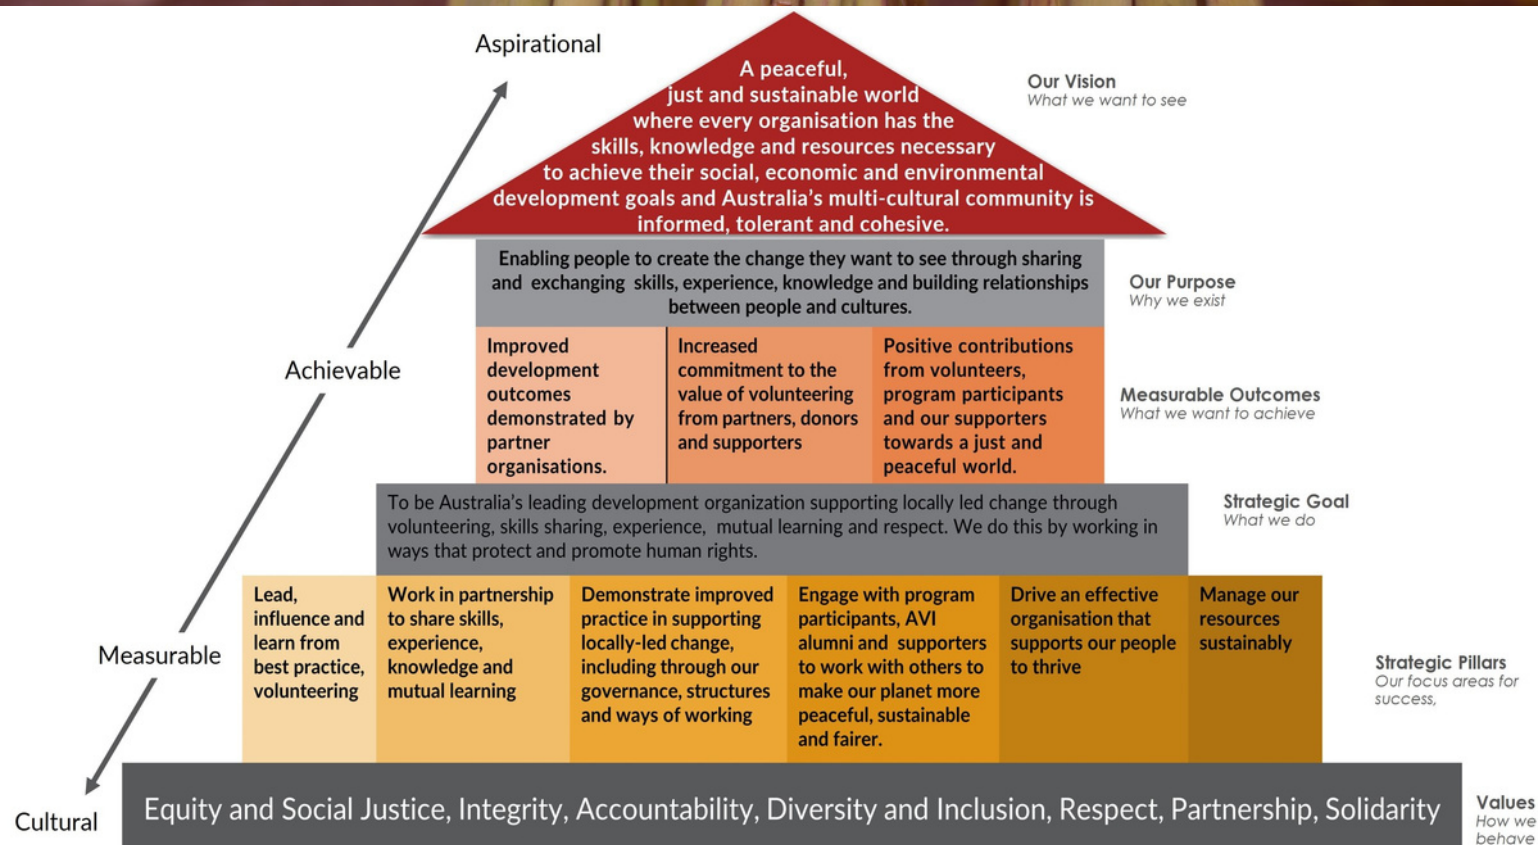 Aspirational
A peaceful,
just and sustainable world
where every organisation has the
skills, knowledge and resources necessary
to achieve their social, economic and environmental
development goals and Australia's multi-cultural community is
informed, tolerant and cohesive.
Our Vision
What we want to see
Enabling people to create the change they want to see through sharing
and exchanging skills, experience, knowledge and building relationships
between people and cultures.
Our Purpose
Why we exist
Achievable
Improved
development
outcomes
demonstrated by
partner
organisations.
Increased
commitment to the
value of volunteering
from partners, donors
and supporters
Positive contributions
from volunteers,
program participants
and our supporters
towards a just and
peaceful world.
Measurable Outcomes
What we want to achieve
To be Australia's leading development organization supporting locally led change through
volunteering, skills sharing, experience, mutual learning and respect. We do this by working in
ways that protect and promote human rights.
Strategic Goal
What we do
Measurable
Lead,
influence and
learn from
best practice,
volunteering
Work in partnership
to share skills,
experience,
knowledge and
mutual learning
Demonstrate improved
practice in supporting
locally-led change,
including through our
governance, structures
and ways of working
Engage with program
participants, AVI
alumni and supporters
to work with others to
make our planet more
peaceful, sustainable
and fairer.
Drive an effective
organisation that
supports our people
to thrive
Manage our
resources
sustainably
Strategic Pillars
Our focus areas for
success,
Cultural
Equity and Social Justice, Integrity, Accountability, Diversity and Inclusion, Respect, Partnership, Solidarity
Values
How we
behave